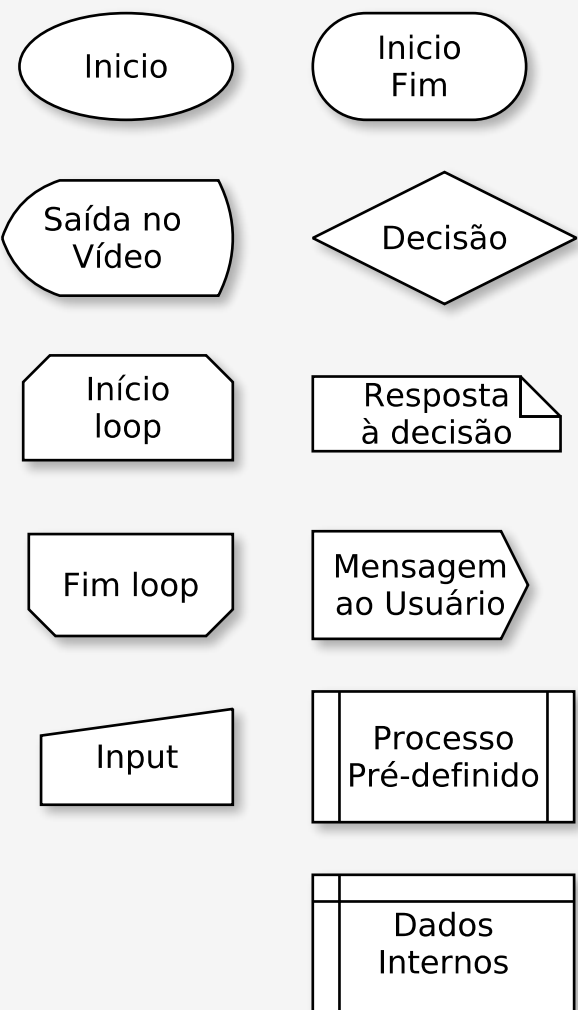 Inicio
Inicio
Fim
Saída no
Vídeo
Decisão
Início
loop
Resposta
à decisão
Fim loop
Mensagem
ao Usuário
Input
Processo
Pré-definido
Dados
Internos